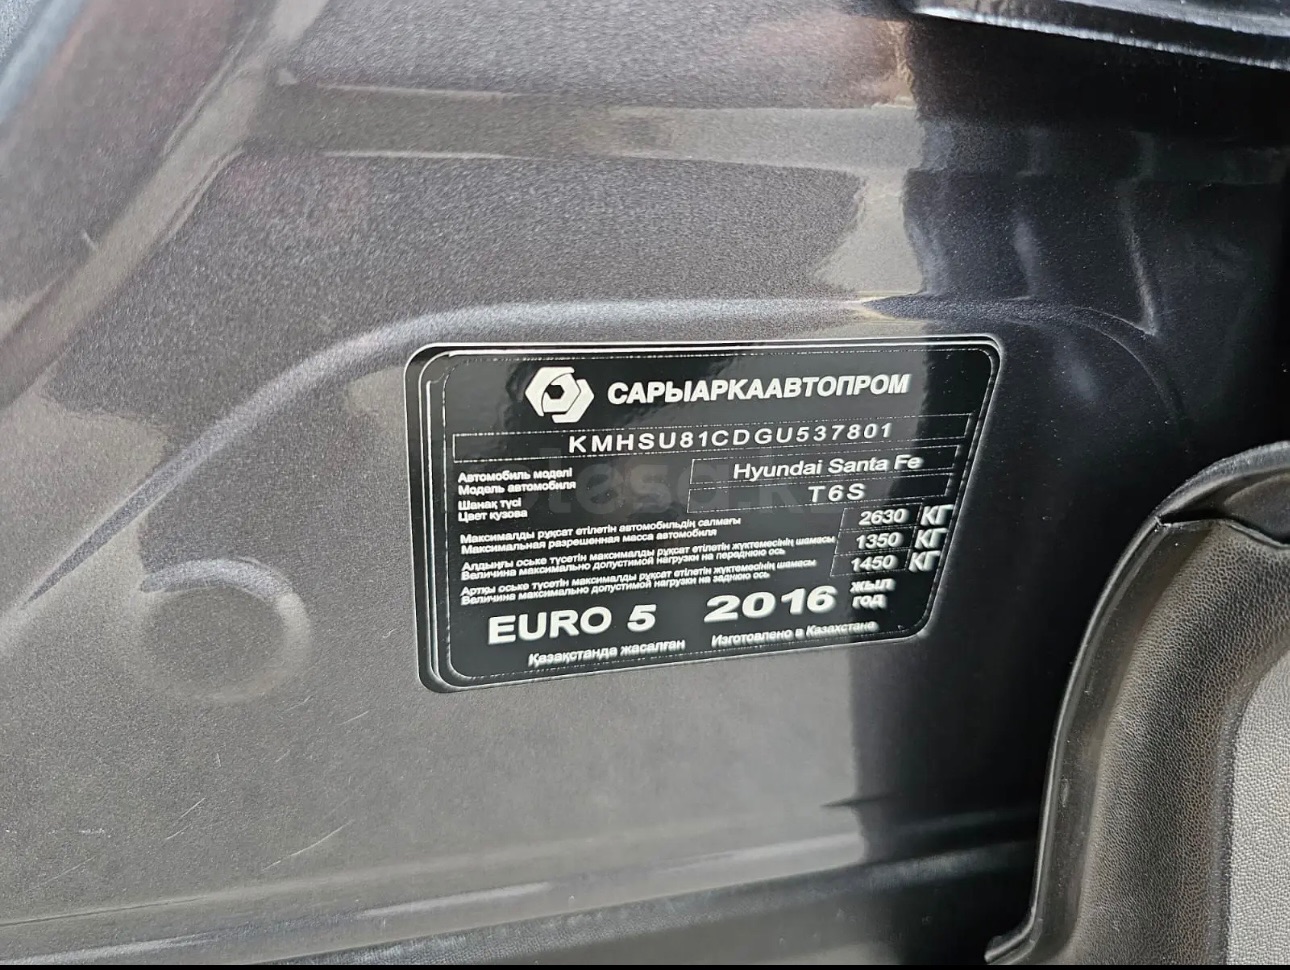 САРЫАРКААВТОПРОМ
KMHSU81CDGU537801
Автомобиль моделі
Модель автомобиля
Hyundai Santa Fe
Шанақ түсі
Цвет кузова
T6S
Максималды рұқсат етілетін автомобильдің салмағы
Максимальная разрешенная масса автомобиля
2630 КГ
Алдыңғы оське түсетін максималды рұқсат етілетін жүктемесінің шамасы
Величина максимально допустимой нагрузки на переднюю ось
1350 КГ
Артқы оське түсетін максималды рұқсат етілетін жүктемесінің шамасы
Величина максимально допустимой нагрузки на заднюю ось
1450 КГ
EURO 5 2016 жыл
год
Қазақстанда жасалған Изготовлено в Казахстане